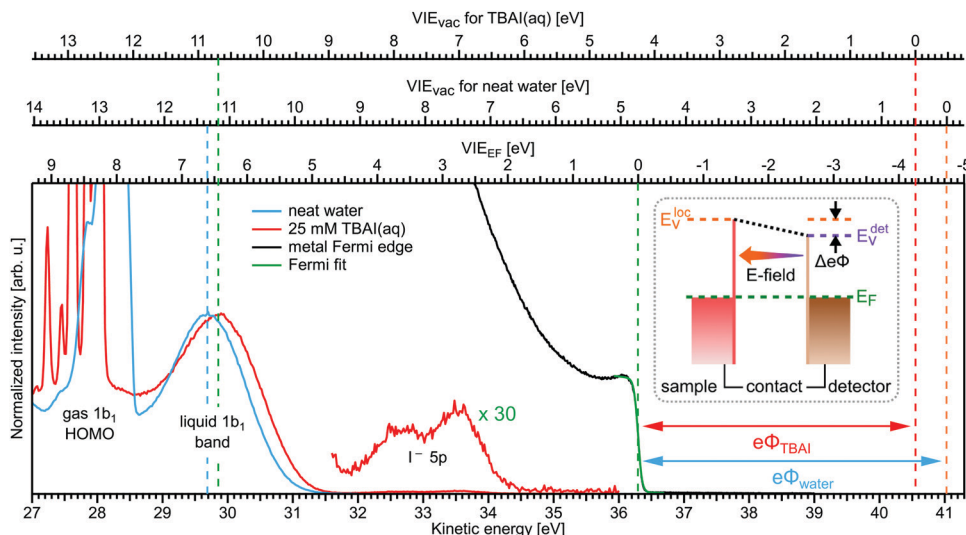 VIEvac for TBAI(aq) [eV]
13 12 11 10 9 8 7 6 5 4 3 2 1 0
VIEvac for neat water [eV]
14 13 12 11 10 9 8 7 6 5 4 3 2 1 0
VIEEF [eV]
9 8 7 6 5 4 3 2 1 0 -1 -2 -3 -4 -5
neat water
25 mM TBAI(aq)
metal Fermi edge
Fermi fit
Normalized intensity [arb. u.]
gas 1b1
HOMO
liquid 1b1
band
I⁻ 5p
x 30
Evloc
Evdet
ΔeΦ
E-field
EF
sample contact detector
eΦTBAI
eΦwater
27 28 29 30 31 32 33 34 35 36 37 38 39 40 41
Kinetic energy [eV]